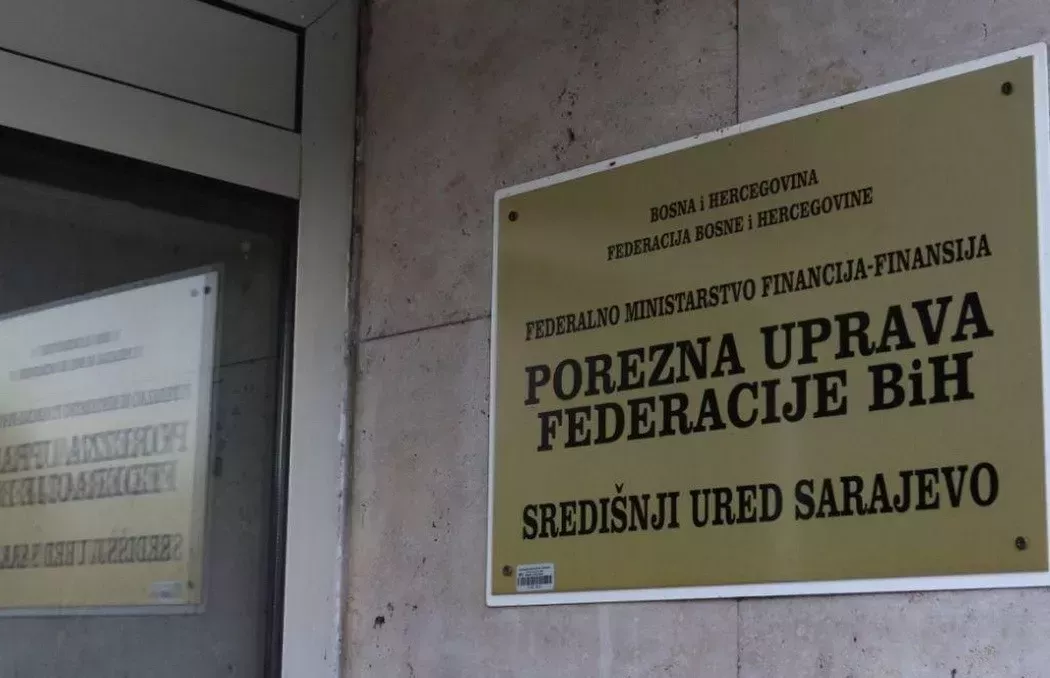 BOSNA i HERCEGOVINA
FEDERACIJA BOSNE i HERCEGOVINE
FEDERALNO MINISTARSTVO FINANCIJA-FINANSIJA
POREZNA UPRAVA
FEDERACIJE BiH
SREDIŠNJI URED SARAJEVO